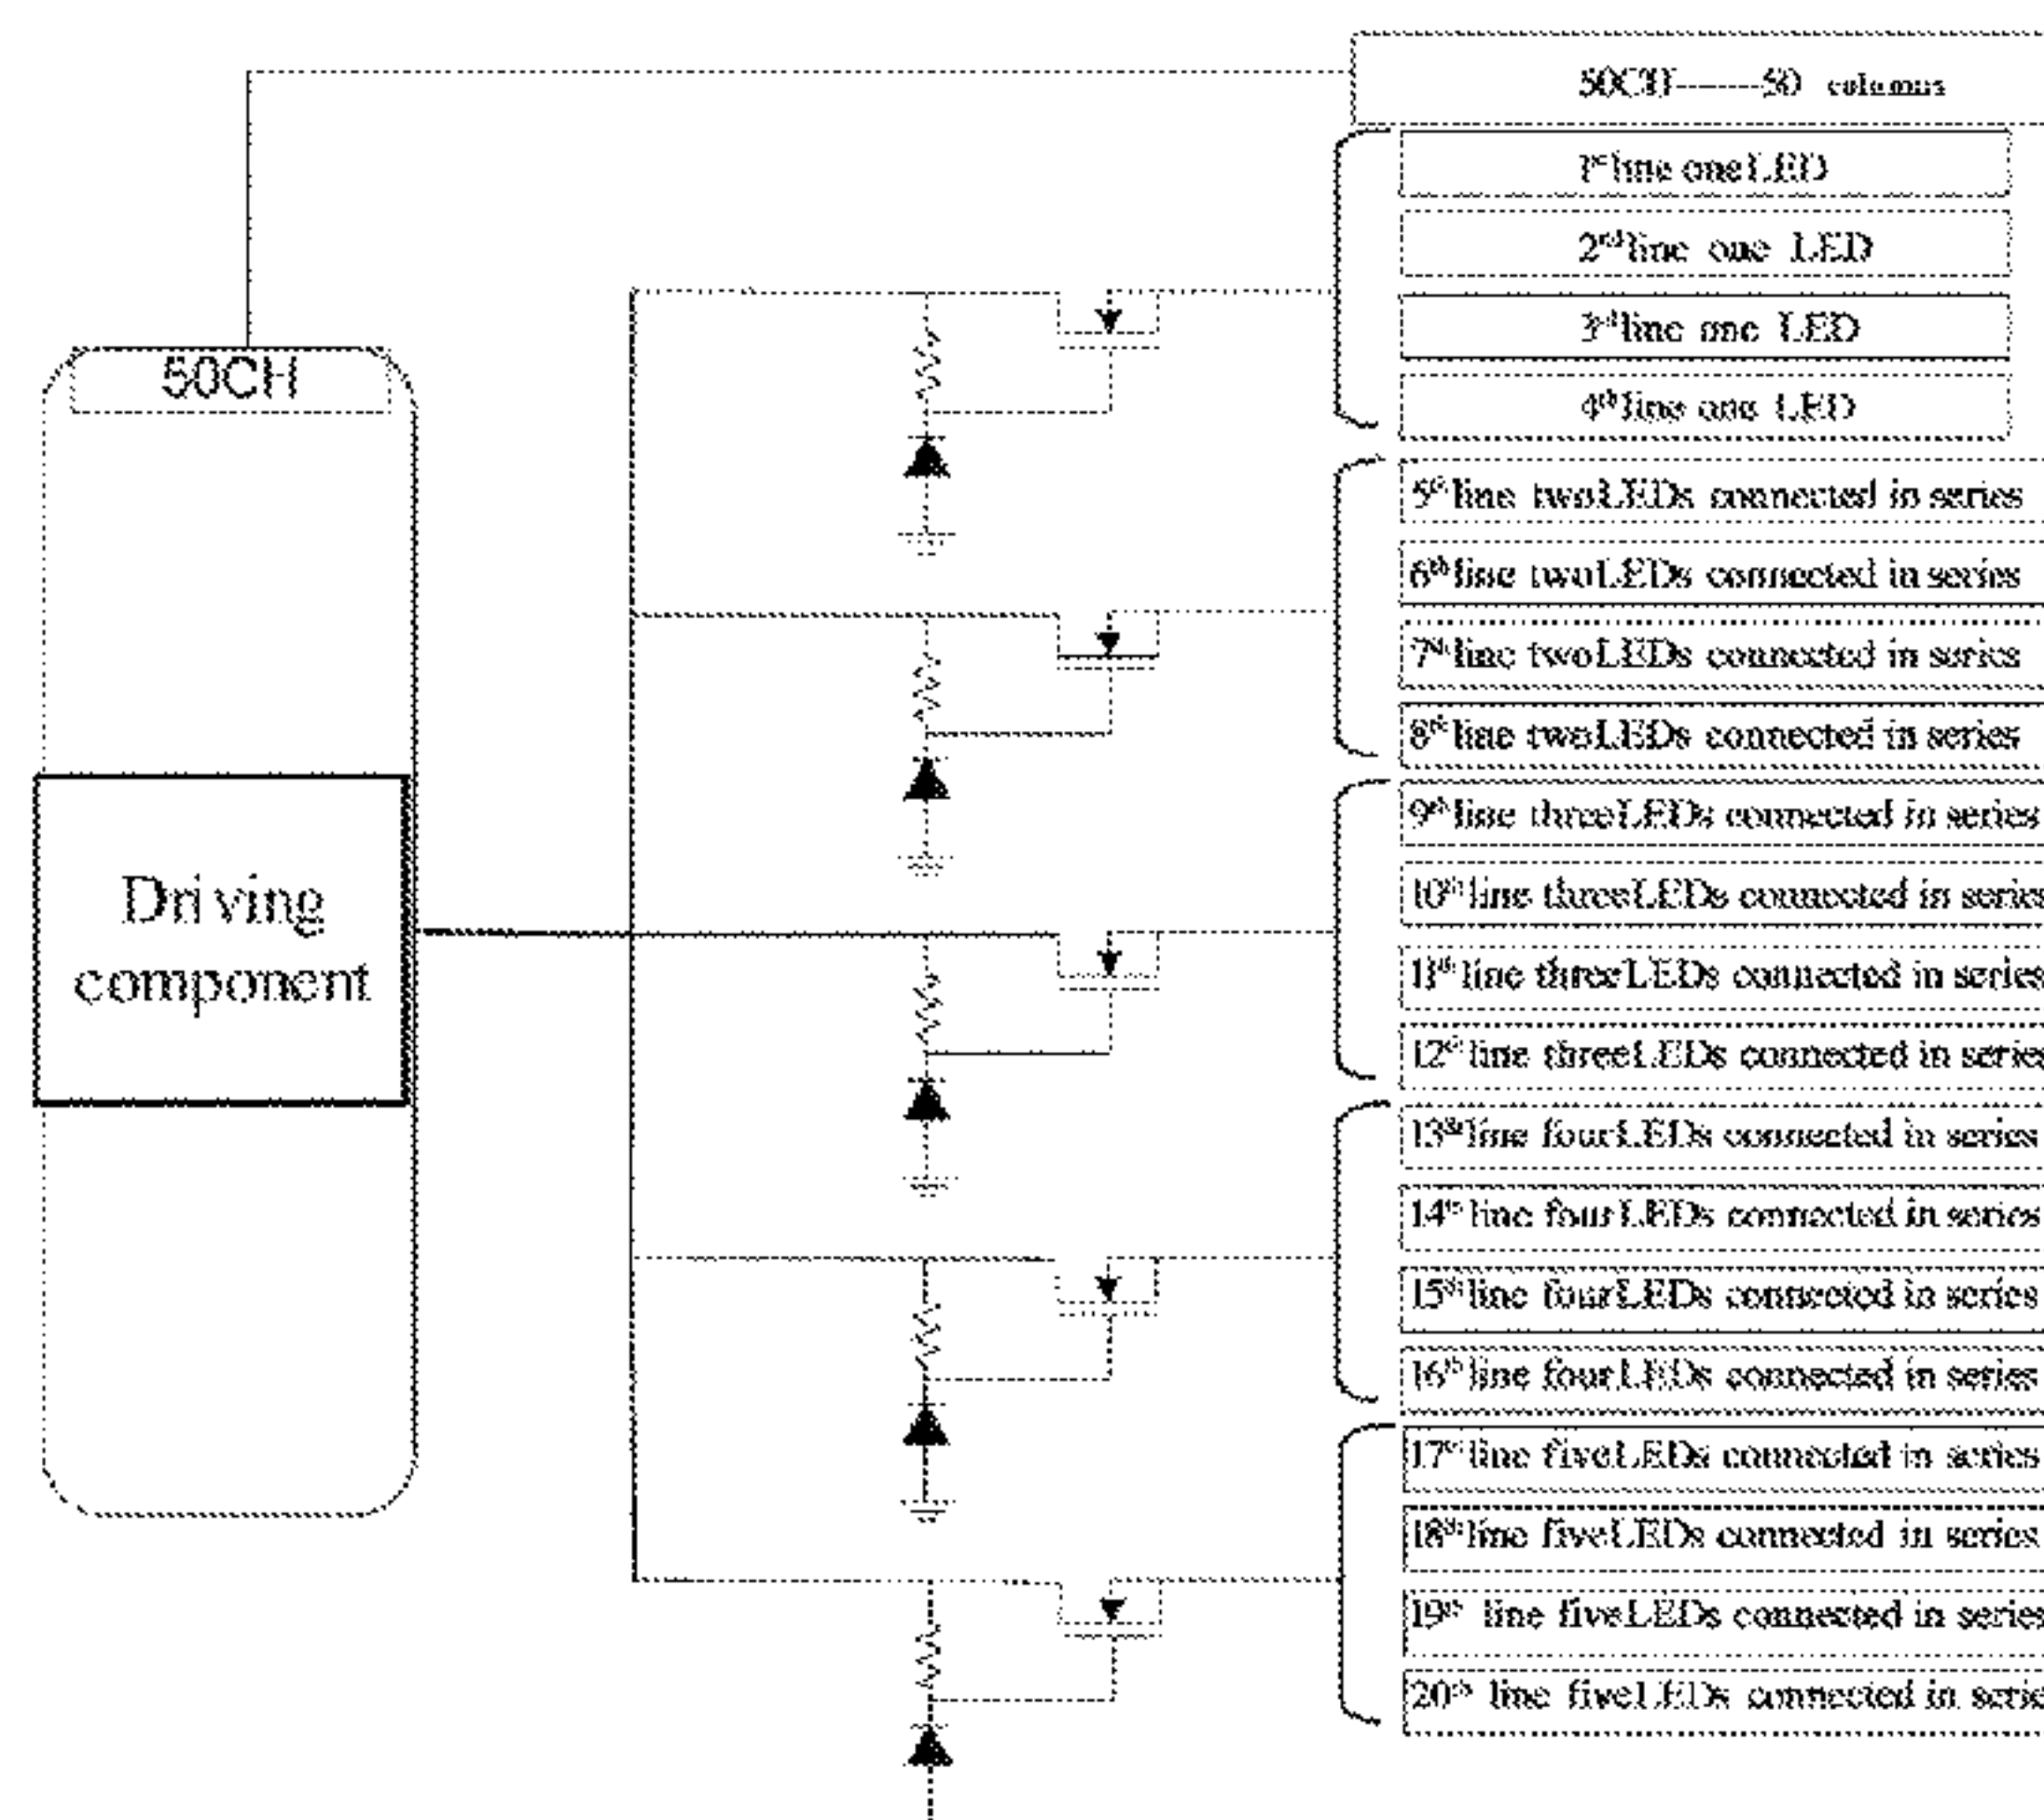 50CH-------50 columns
1st line one LED
2nd line one LED
3rd line one LED
4th line one LED
50CH
5th line two LEDs connected in series
6th line two LEDs connected in series
7th line two LEDs connected in series
8th line two LEDs connected in series
Driving
component
9th line three LEDs connected in series
10th line three LEDs connected in series
11th line three LEDs connected in series
12th line three LEDs connected in series
13th line four LEDs connected in series
14th line four LEDs connected in series
15th line four LEDs connected in series
16th line four LEDs connected in series
17th line five LEDs connected in series
18th line five LEDs connected in series
19th line five LEDs connected in series
20th line five LEDs connected in serie